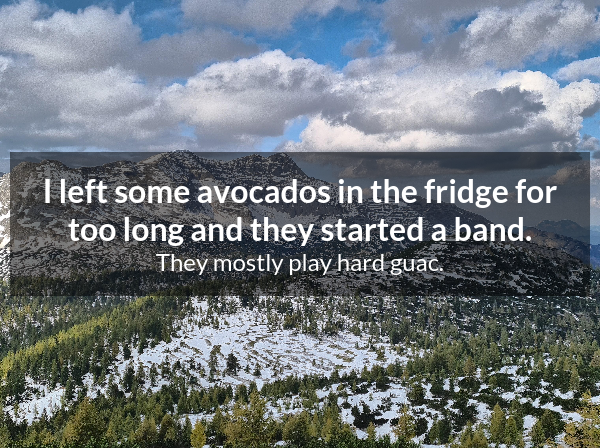 I left some avocados in the fridge for
too long and they started a band.
They mostly play hard guac.